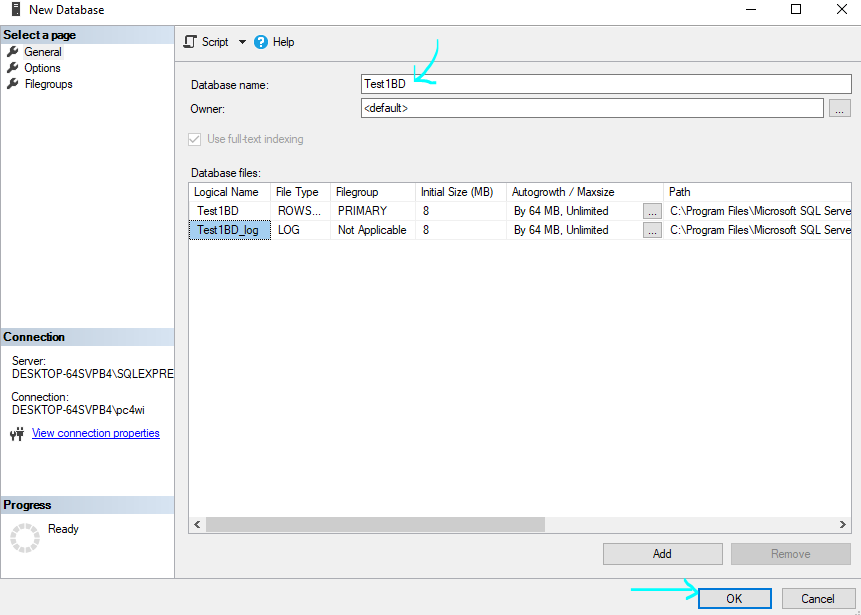 New Database
Select a page
General
Options
Filegroups
Script Help
Database name: Test1BD
Owner: <default> ...
Use full-text indexing
Database files:
Logical Name File Type Filegroup Initial Size (MB) Autogrowth / Maxsize Path
Test1BD ROWS... PRIMARY 8 By 64 MB, Unlimited ... C:\Program Files\Microsoft SQL Serve
Test1BD_log LOG Not Applicable 8 By 64 MB, Unlimited ... C:\Program Files\Microsoft SQL Serve
Connection
Server:
DESKTOP-64SVPB4\SQLEXPRE
Connection:
DESKTOP-64SVPB4\pc4wi
View connection properties
Progress
Ready
Add Remove
OK Cancel